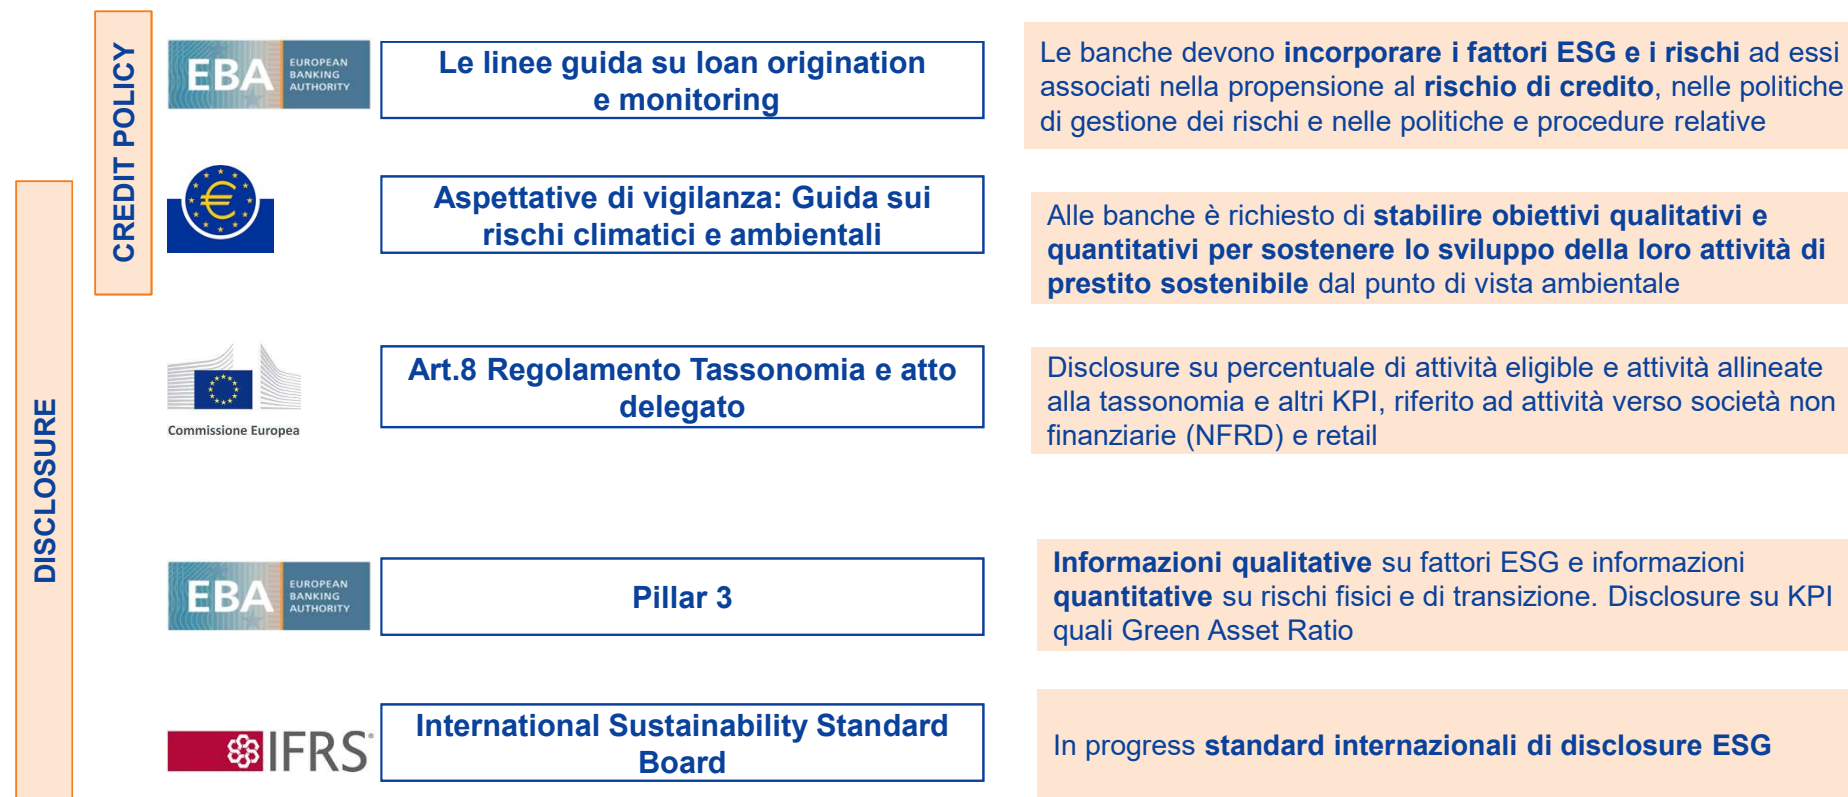 CREDIT POLICY
EBA EUROPEAN
BANKING
AUTHORITY
Le linee guida su loan origination
e monitoring
Le banche devono incorporare i fattori ESG e i rischi ad essi
associati nella propensione al rischio di credito, nelle politiche
di gestione dei rischi e nelle politiche e procedure relative
€
Aspettative di vigilanza: Guida sui
rischi climatici e ambientali
Alle banche è richiesto di stabilire obiettivi qualitativi e
quantitativi per sostenere lo sviluppo della loro attività di
prestito sostenibile dal punto di vista ambientale
DISCLOSURE
Commissione Europea
Art.8 Regolamento Tassonomia e atto
delegato
Disclosure su percentuale di attività eligible e attività allineate
alla tassonomia e altri KPI, riferito ad attività verso società non
finanziarie (NFRD) e retail
EBA EUROPEAN
BANKING
AUTHORITY
Pillar 3
Informazioni qualitative su fattori ESG e informazioni
quantitative su rischi fisici e di transizione. Disclosure su KPI
quali Green Asset Ratio
IFRS®
International Sustainability Standard
Board
In progress standard internazionali di disclosure ESG